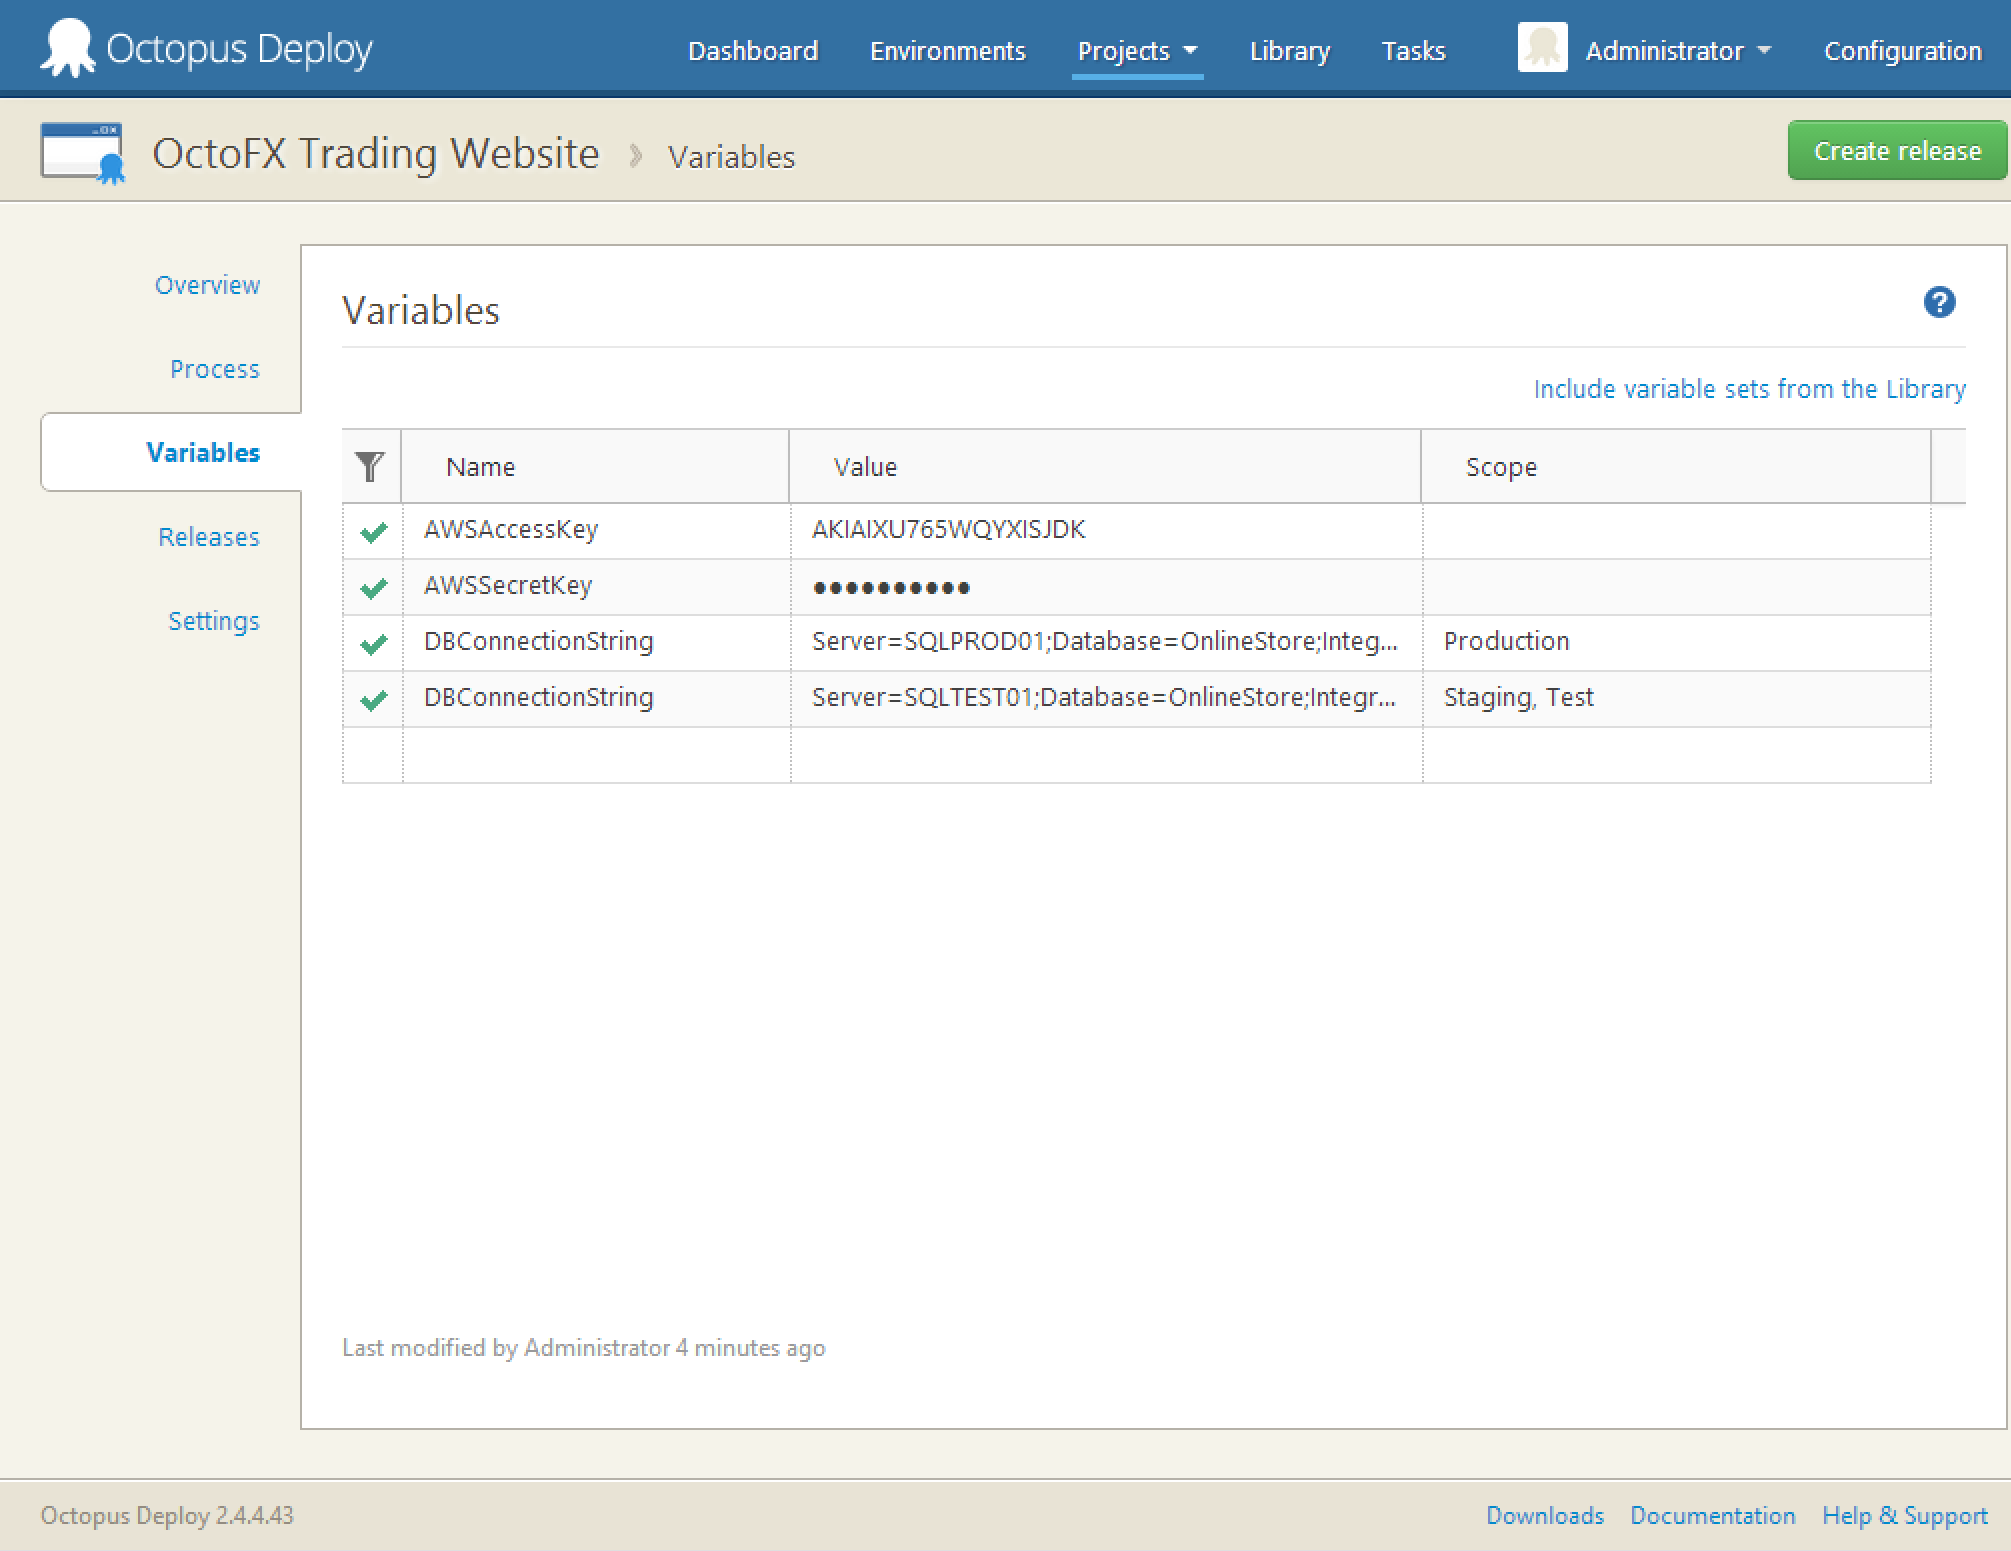 Octopus Deploy
Dashboard Environments Projects Library Tasks Administrator Configuration
OctoFX Trading Website Variables
Create release
Overview
Process
Variables
Releases
Settings
Variables
?
Include variable sets from the Library
Name Value Scope
AWSAccessKey AKIAIXU765WQYXISJDK
AWSSecretKey ●●●●●●●●●●
DBConnectionString Server=SQLPROD01;Database=OnlineStore;Integ... Production
DBConnectionString Server=SQLTEST01;Database=OnlineStore;Integr... Staging, Test
Last modified by Administrator 4 minutes ago
Octopus Deploy 2.4.4.43
Downloads Documentation Help & Support